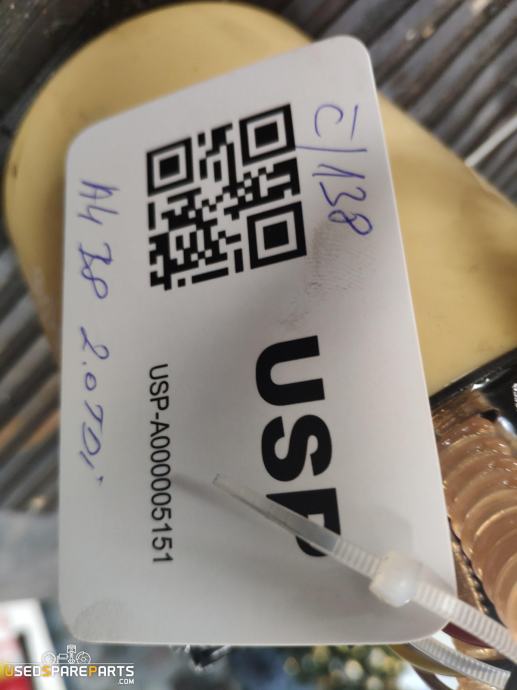 C/138
USP
USP-A000005151
A4 B8 2.0TDi
USEDSPAREPARTS
.COM